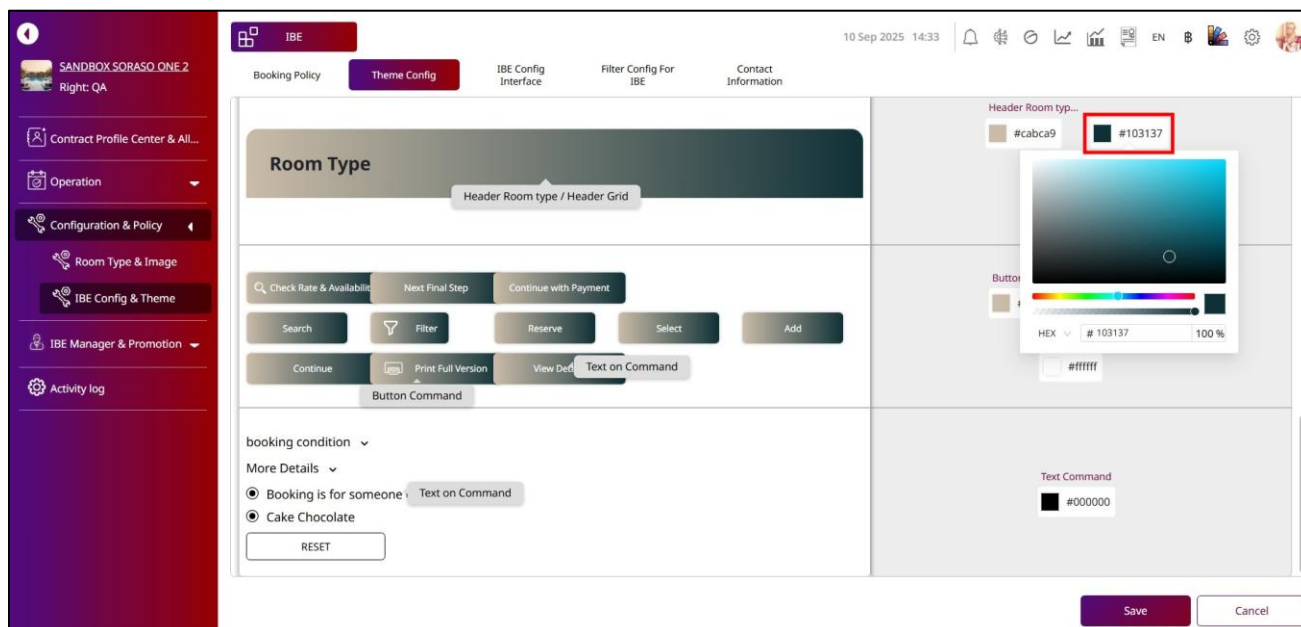 IBE
10 Sep 2025 14:33
EN
฿
SANDBOX SORASO ONE 2
Right: QA
Booking Policy
Theme Config
IBE Config
Interface
Filter Config For
IBE
Contact
Information
Contract Profile Center & All...
Operation
Configuration & Policy
Room Type & Image
IBE Config & Theme
IBE Manager & Promotion
Activity log
Room Type
Header Room type / Header Grid
Header Room typ...
#cabca9
#103137
HEX
# 103137
100 %
Check Rate & Availabilit
Next Final Step
Continue with Payment
Search
Filter
Reserve
Select
Add
Continue
Print Full Version
View Det
Text on Command
Button Command
Button
#ffffff
booking condition
More Details
Booking is for someone
Text on Command
Cake Chocolate
RESET
Text Command
#000000
Save
Cancel